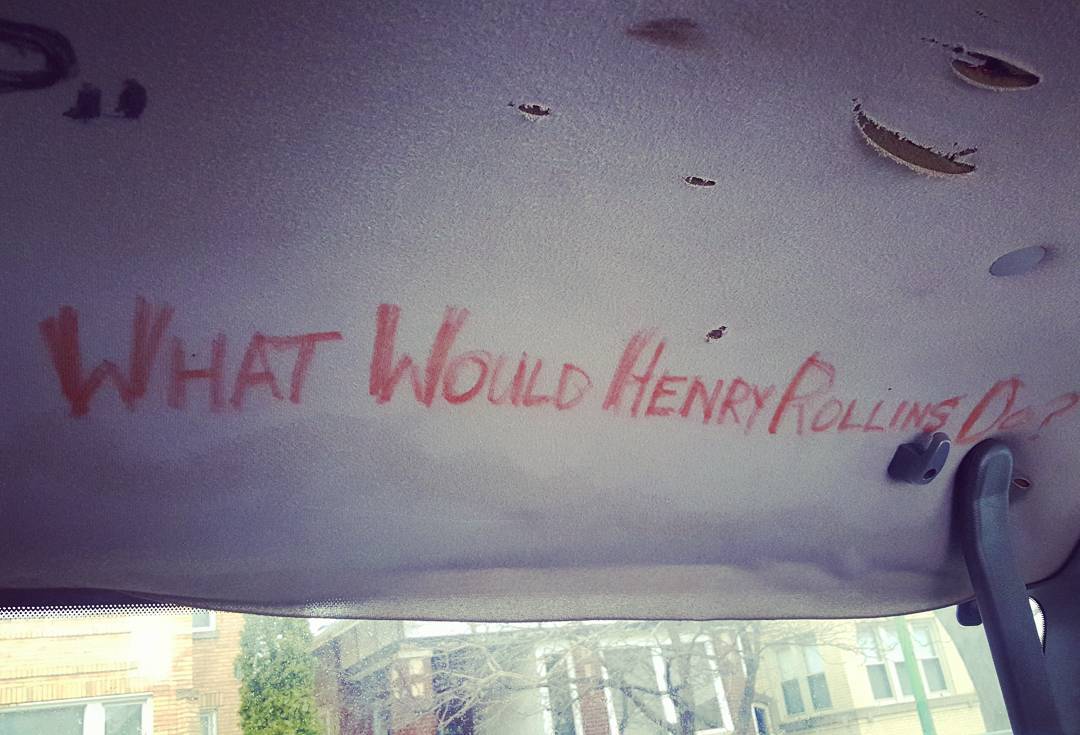 WHAT WOULD HENRY ROLLINS DO?